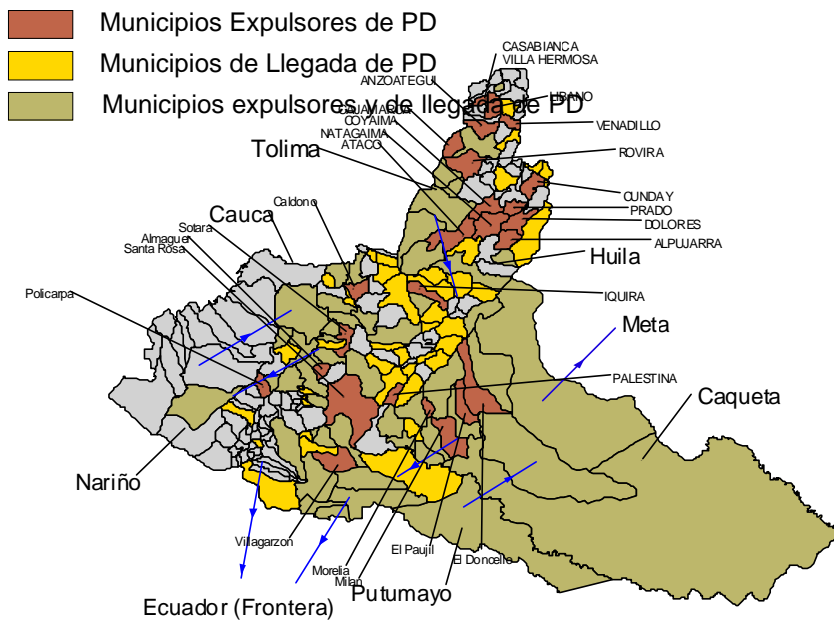 Municipios Expulsores de PD
Municipios de Llegada de PD
Municipios expulsores y de llegada de PD
CASABIANCA
VILLA HERMOSA
ANZOATEGUI
LIBANO
CAJAMARCA
COYAIMA
NATAGAIMA
ATACO
VENADILLO
Tolima
ROVIRA
CUNDAY
PRADO
DOLORES
ALPUJARRA
Huila
Caldono
Cauca
Sotara
Almague
Santa Rosa
Policarpa
IQUIRA
Meta
PALESTINA
Caqueta
Nariño
Villagarzon
El Paujil
El Doncello
Morelia
Milan
Putumayo
Ecuador (Frontera)